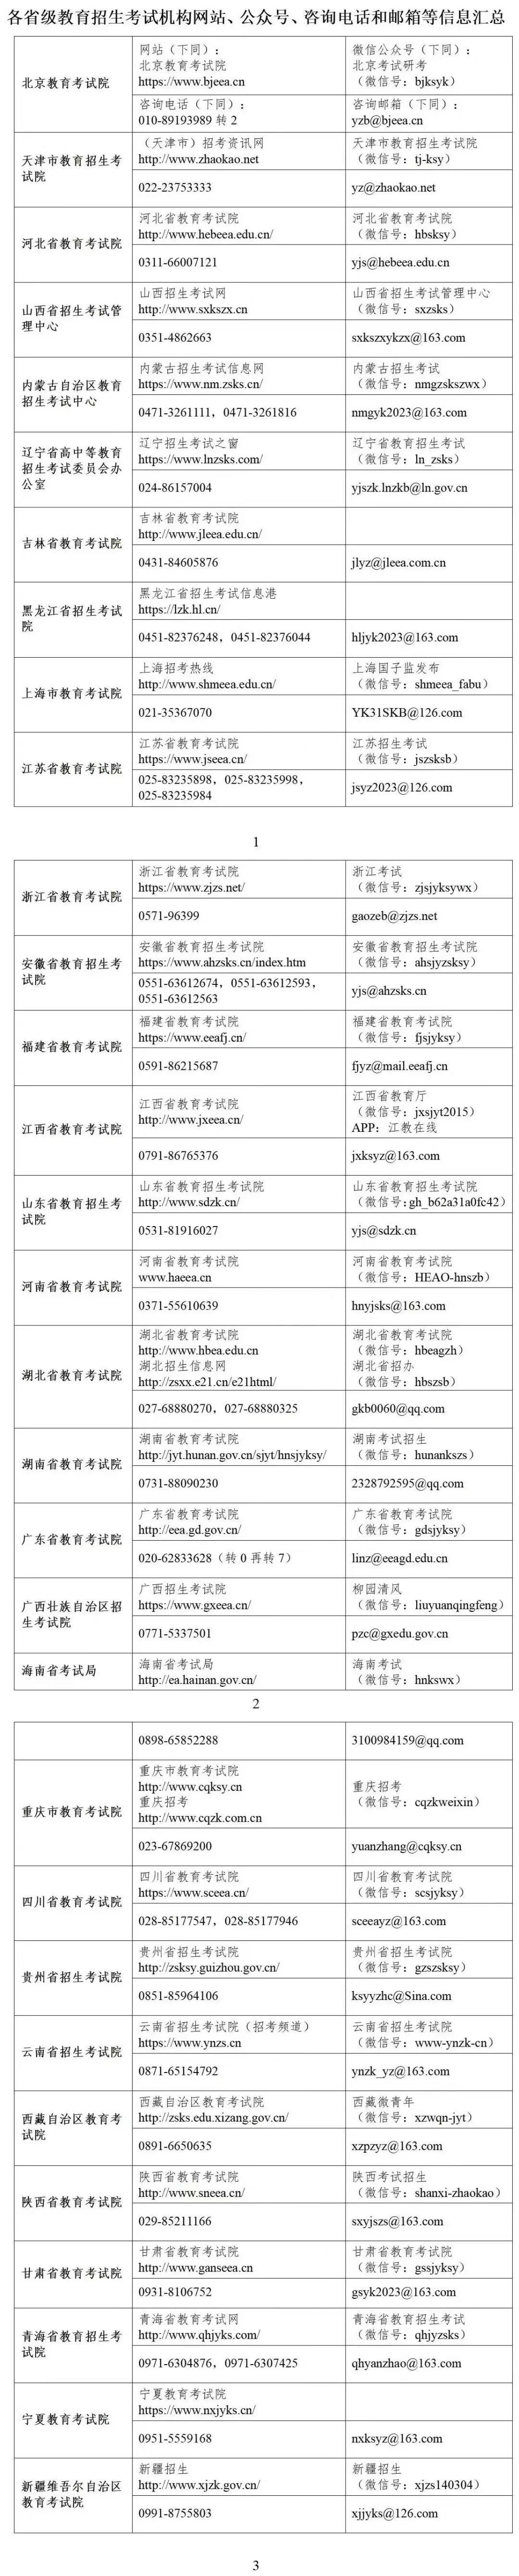 各省级教育招生考试机构网站、公众号、咨询电话和邮箱等信息汇总
北京教育考试院
网站（下同）：
北京教育考试院
https://www.bjeea.cn
微信公众号（下同）：
北京考试研考
（微信号：bjksyk）
咨询电话（下同）：
010-89193989 转 2
咨询邮箱（下同）：
yzb@bjeea.cn
天津市教育招生考
试院
（天津市）招考资讯网
http://www.zhaokao.net
天津市教育招生考试院
（微信号：tj-ksy）
022-23753333
yz@zhaokao.net
河北省教育考试院
河北省教育考试院
http://www.hebeea.edu.cn/
河北省教育考试院
（微信号：hbsksy）
0311-66007121
yjs@hebeea.edu.cn
山西省招生考试管
理中心
山西招生考试网
http://www.sxkszx.cn
山西省招生考试管理中心
（微信号：sxzsks）
0351-4862663
sxkszxykzx@163.com
内蒙古自治区教育
招生考试中心
内蒙古招生考试信息网
https://www.nm.zsks.cn/
内蒙古招生考试
（微信号：nmgzskszwx）
0471-3261111，0471-3261816
nmgyk2023@163.com
辽宁省高中等教育
招生考试委员会办
公室
辽宁招生考试之窗
https://www.lnzsks.com/
辽宁省教育招生考试
（微信号：ln_zsks）
024-86157004
yjszk.lnzkb@ln.gov.cn
吉林省教育考试院
吉林省教育考试院
http://www.jleea.edu.cn/
0431-84605876
jlyz@jleea.com.cn
黑龙江省招生考试
院
黑龙江省招生考试信息港
https://lzk.hl.cn/
0451-82376248，0451-82376044
hljyk2023@163.com
上海市教育考试院
上海招考热线
http://www.shmeea.edu.cn/
上海国子监发布
（微信号：shmeea_fabu）
021-35367070
YK31SKB@126.com
江苏省教育考试院
江苏省教育考试院
https://www.jseea.cn/
江苏招生考试
（微信号：jszsksb）
025-83235898，025-83235998，
025-83235984
jsyz2023@126.com
1
浙江省教育考试院
浙江省教育考试院
https://www.zjzs.net/
浙江考试
（微信号：zjsjyksywx）
0571-96399
gaozeb@zjzs.net
安徽省教育招生考
试院
安徽省教育招生考试院
https://www.ahzsks.cn/index.htm
安徽省教育招生考试院
（微信号：ahsjyzsksy）
0551-63612674，0551-63612593，
0551-63612563
yjs@ahzsks.cn
福建省教育考试院
福建省教育考试院
https://www.eeafj.cn/
福建省教育考试院
（微信号：fjsjyksy）
0591-86215687
fjyz@mail.eeafj.cn
江西省教育考试院
江西省教育考试院
http://www.jxeea.cn/
江西省教育厅
（微信号：jxsjyt2015）
APP：江教在线
0791-86765376
jxksyz@163.com
山东省教育招生考
试院
山东省教育招生考试院
http://www.sdzk.cn/
山东省教育招生考试院
（微信号:gh_b62a31a0fc42）
0531-81916027
yjs@sdzk.cn
河南省教育考试院
河南省教育考试院
www.haeea.cn
河南省教育考试院
（微信号：HEAO-hnszb）
0371-55610639
hnyjsks@163.com
湖北省教育考试院
湖北省教育考试院
http://www.hbea.edu.cn
湖北招生信息网
http://zsxx.e21.cn/e21html/
湖北省教育考试院
（微信号：hbeagzh）
湖北省招办
（微信号：hbszsb）
027-68880270，027-68880325
gkb0060@qq.com
湖南省教育考试院
湖南省教育考试院
http://jyt.hunan.gov.cn/sjyt/hnsjyksy/
湖南考试招生
（微信号：hunankszs）
0731-88090230
2328792595@qq.com
广东省教育考试院
广东省教育考试院
http://eea.gd.gov.cn/
广东省教育考试院
（微信号：gdsjyksy）
020-62833628（转 0 再转 7）
linz@eeagd.edu.cn
广西壮族自治区招
生考试院
广西招生考试院
https://www.gxeea.cn/
柳园清风
（微信号：liuyuanqingfeng）
0771-5337501
pzc@gxedu.gov.cn
海南省考试局
海南省考试局
http://ea.hainan.gov.cn/
海南考试
（微信号：hnkswx）
2
0898-65852288
3100984159@qq.com
重庆市教育考试院
重庆市教育考试院
http://www.cqksy.cn
重庆招考
http://www.cqzk.com.cn
重庆招考
（微信号：cqzkweixin）
023-67869200
yuanzhang@cqksy.cn
四川省教育考试院
四川省教育考试院
https://www.sceea.cn/
四川省教育考试院
（微信号：scsjyksy）
028-85177547，028-85177946
sceeayz@163.com
贵州省招生考试院
贵州省招生考试院
http://zsksy.guizhou.gov.cn/
贵州省招生考试院
（微信号：gzszsksy）
0851-85964106
ksyyzhc@Sina.com
云南省招生考试院
云南省招生考试院（招考频道）
https://www.ynzs.cn
云南省招生考试院
（微信号：www-ynzk-cn）
0871-65154792
ynzk_yz@163.com
西藏自治区教育考
试院
西藏自治区教育考试院
http://zsks.edu.xizang.gov.cn/
西藏微青年
（微信号：xzwqn-jyt）
0891-6650635
xzpzyz@163.com
陕西省教育考试院
陕西省教育考试院
http://www.sneea.cn/
陕西考试招生
（微信号：shanxi-zhaokao）
029-85211166
sxyjszs@163.com
甘肃省教育考试院
甘肃省教育考试院
http://www.ganseea.cn
甘肃省教育考试院
（微信号：gssjyksy）
0931-8106752
gsyk2023@163.com
青海省教育招生考
试院
青海省教育考试网
http://www.qhjyks.com/
青海省教育招生考试
（微信号：qhjyzsks）
0971-6304876，0971-6307425
qhyanzhao@163.com
宁夏教育考试院
宁夏教育考试院
https://www.nxjyks.cn/
0951-5559168
nxksyz@163.com
新疆维吾尔自治区
教育考试院
新疆招生
http://www.xjzk.gov.cn/
新疆招生
（微信号：xjzs140304）
0991-8755803
xjjyks@126.com
3